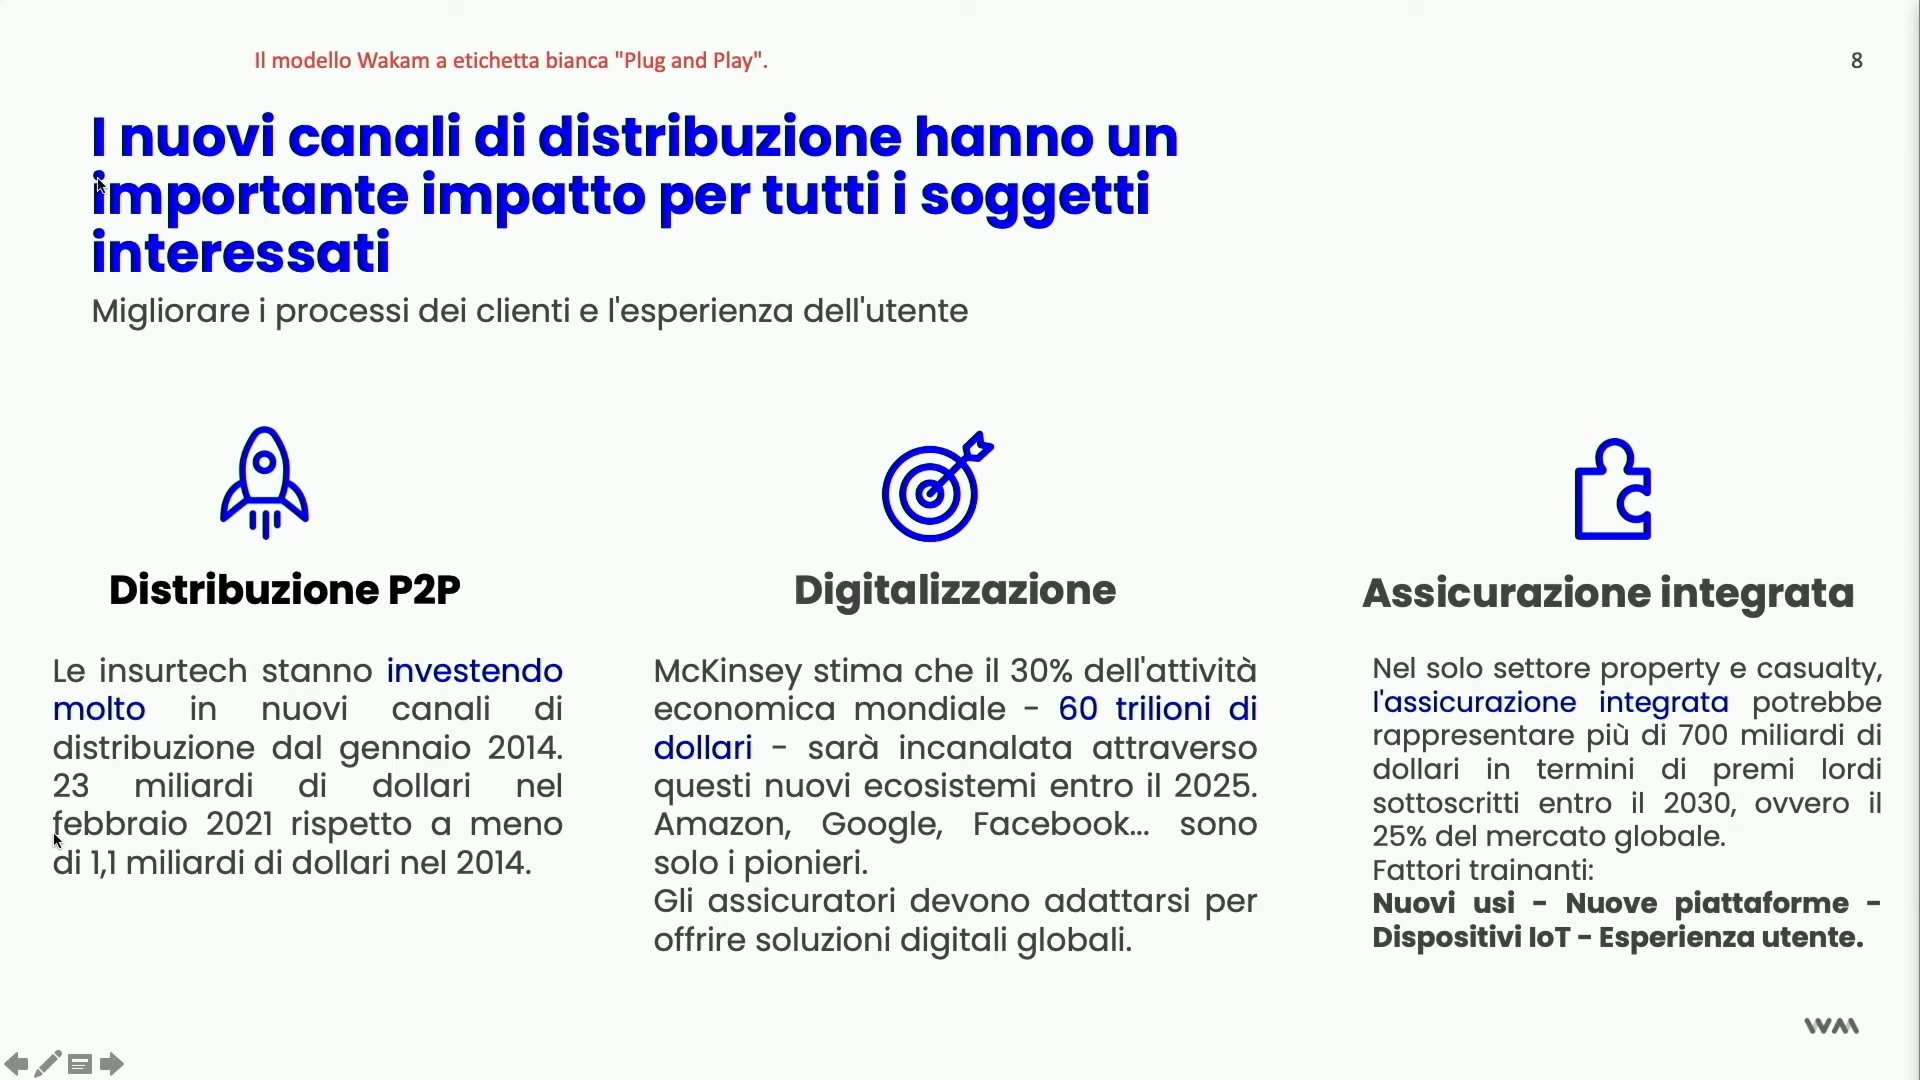 Il modello Wakam a etichetta bianca "Plug and Play".
8
I nuovi canali di distribuzione hanno un
importante impatto per tutti i soggetti
interessati
Migliorare i processi dei clienti e l'esperienza dell'utente
Distribuzione P2P
Le insurtech stanno investendo
molto in nuovi canali di
distribuzione dal gennaio 2014.
23 miliardi di dollari nel
febbraio 2021 rispetto a meno
di 1,1 miliardi di dollari nel 2014.
Digitalizzazione
McKinsey stima che il 30% dell'attività
economica mondiale - 60 trilioni di
dollari - sarà incanalata attraverso
questi nuovi ecosistemi entro il 2025.
Amazon, Google, Facebook... sono
solo i pionieri.
Gli assicuratori devono adattarsi per
offrire soluzioni digitali globali.
Assicurazione integrata
Nel solo settore property e casualty,
l'assicurazione integrata potrebbe
rappresentare più di 700 miliardi di
dollari in termini di premi lordi
sottoscritti entro il 2030, ovvero il
25% del mercato globale.
Fattori trainanti:
Nuovi usi - Nuove piattaforme -
Dispositivi IoT - Esperienza utente.
WM